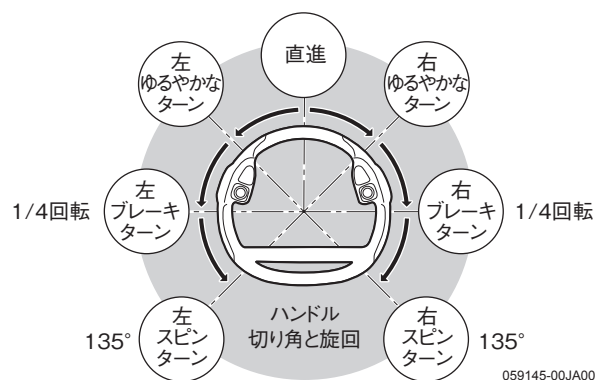 直進
左
ゆるやかな
ターン
右
ゆるやかな
ターン
1/4回転
左
ブレーキ
ターン
右
ブレーキ
ターン
1/4回転
135°
左
スピン
ターン
ハンドル
切り角と旋回
右
スピン
ターン
135°
059145-00JA00